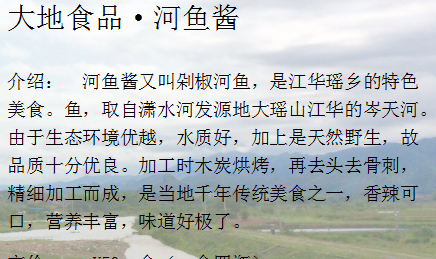 大地食品·河鱼酱
介绍： 河鱼酱又叫剁椒河鱼，是江华瑶乡的特色
美食。鱼，取自潇水河发源地大瑶山江华的岑天河。
由于生态环境优越，水质好，加上是天然野生，故
品质十分优良。加工时木炭烘烤，再去头去骨刺，
精细加工而成，是当地千年传统美食之一，香辣可
口，营养丰富，味道好极了。